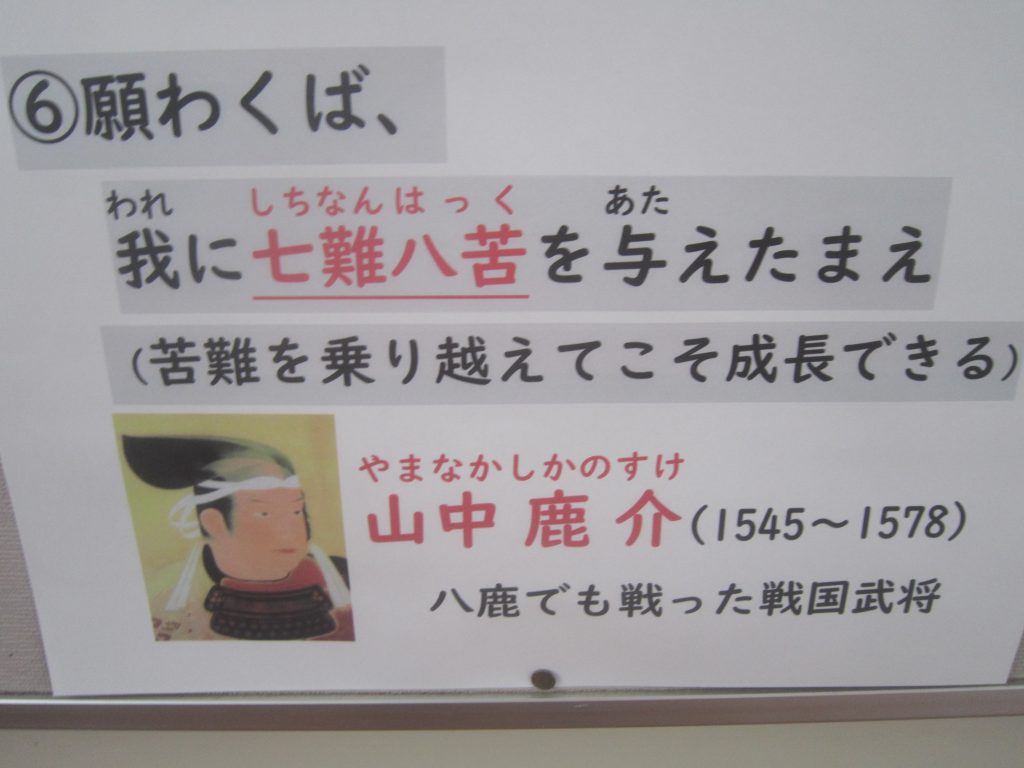 ⑥願わくば、
われ しちなんはっく あた
我に七難八苦を与えたまえ
(苦難を乗り越えてこそ成長できる)
やまなかしかのすけ
山中 鹿 介(1545～1578)
八鹿でも戦った戦国武将